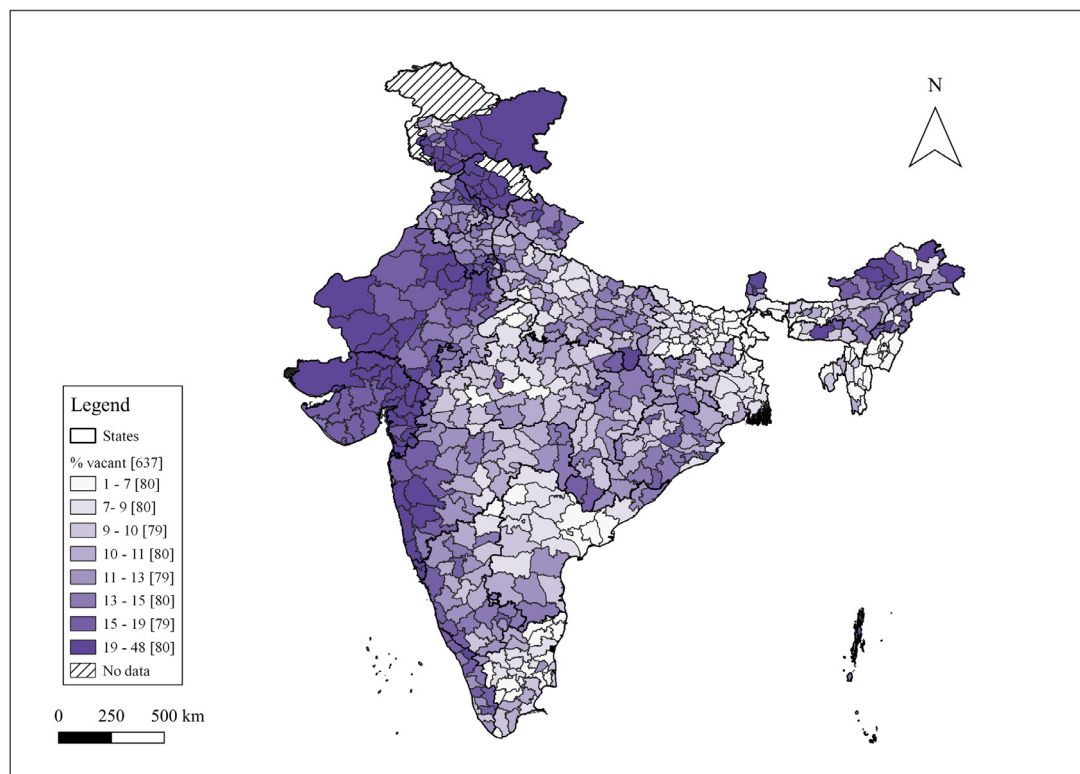 N
Legend
States
% vacant [637]
1 - 7 [80]
7- 9 [80]
9 - 10 [79]
10 - 11 [80]
11 - 13 [79]
13 - 15 [80]
15 - 19 [79]
19 - 48 [80]
No data
0 250 500 km